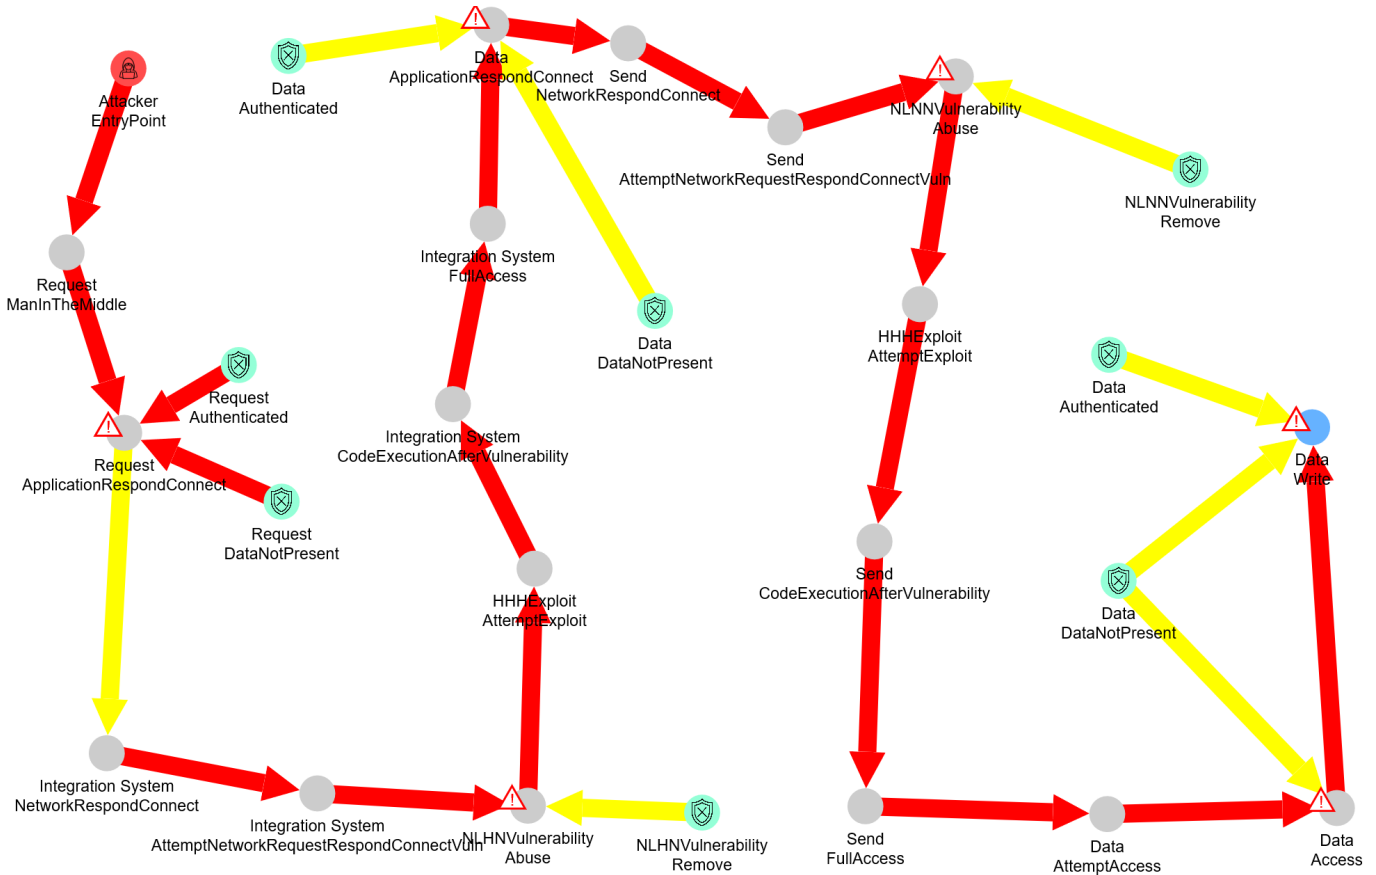 Attacker
EntryPoint
Data
Authenticated
Data
ApplicationRespondConnect
Send
NetworkRespondConnect
Send
AttemptNetworkRequestRespondConnectVuln
NLNNVulnerability
Abuse
NLNNVulnerability
Remove
Request
ManInTheMiddle
Integration System
FullAccess
Data
DataNotPresent
HHHExploit
AttemptExploit
Request
Authenticated
Data
Authenticated
Request
ApplicationRespondConnect
Integration System
CodeExecutionAfterVulnerability
Data
Write
Request
DataNotPresent
HHHExploit
AttemptExploit
Send
CodeExecutionAfterVulnerability
Data
DataNotPresent
Integration System
NetworkRespondConnect
Integration System
AttemptNetworkRequestRespondConnectVuln
NLHNVulnerability
Abuse
NLHNVulnerability
Remove
Send
FullAccess
Data
AttemptAccess
Data
Access